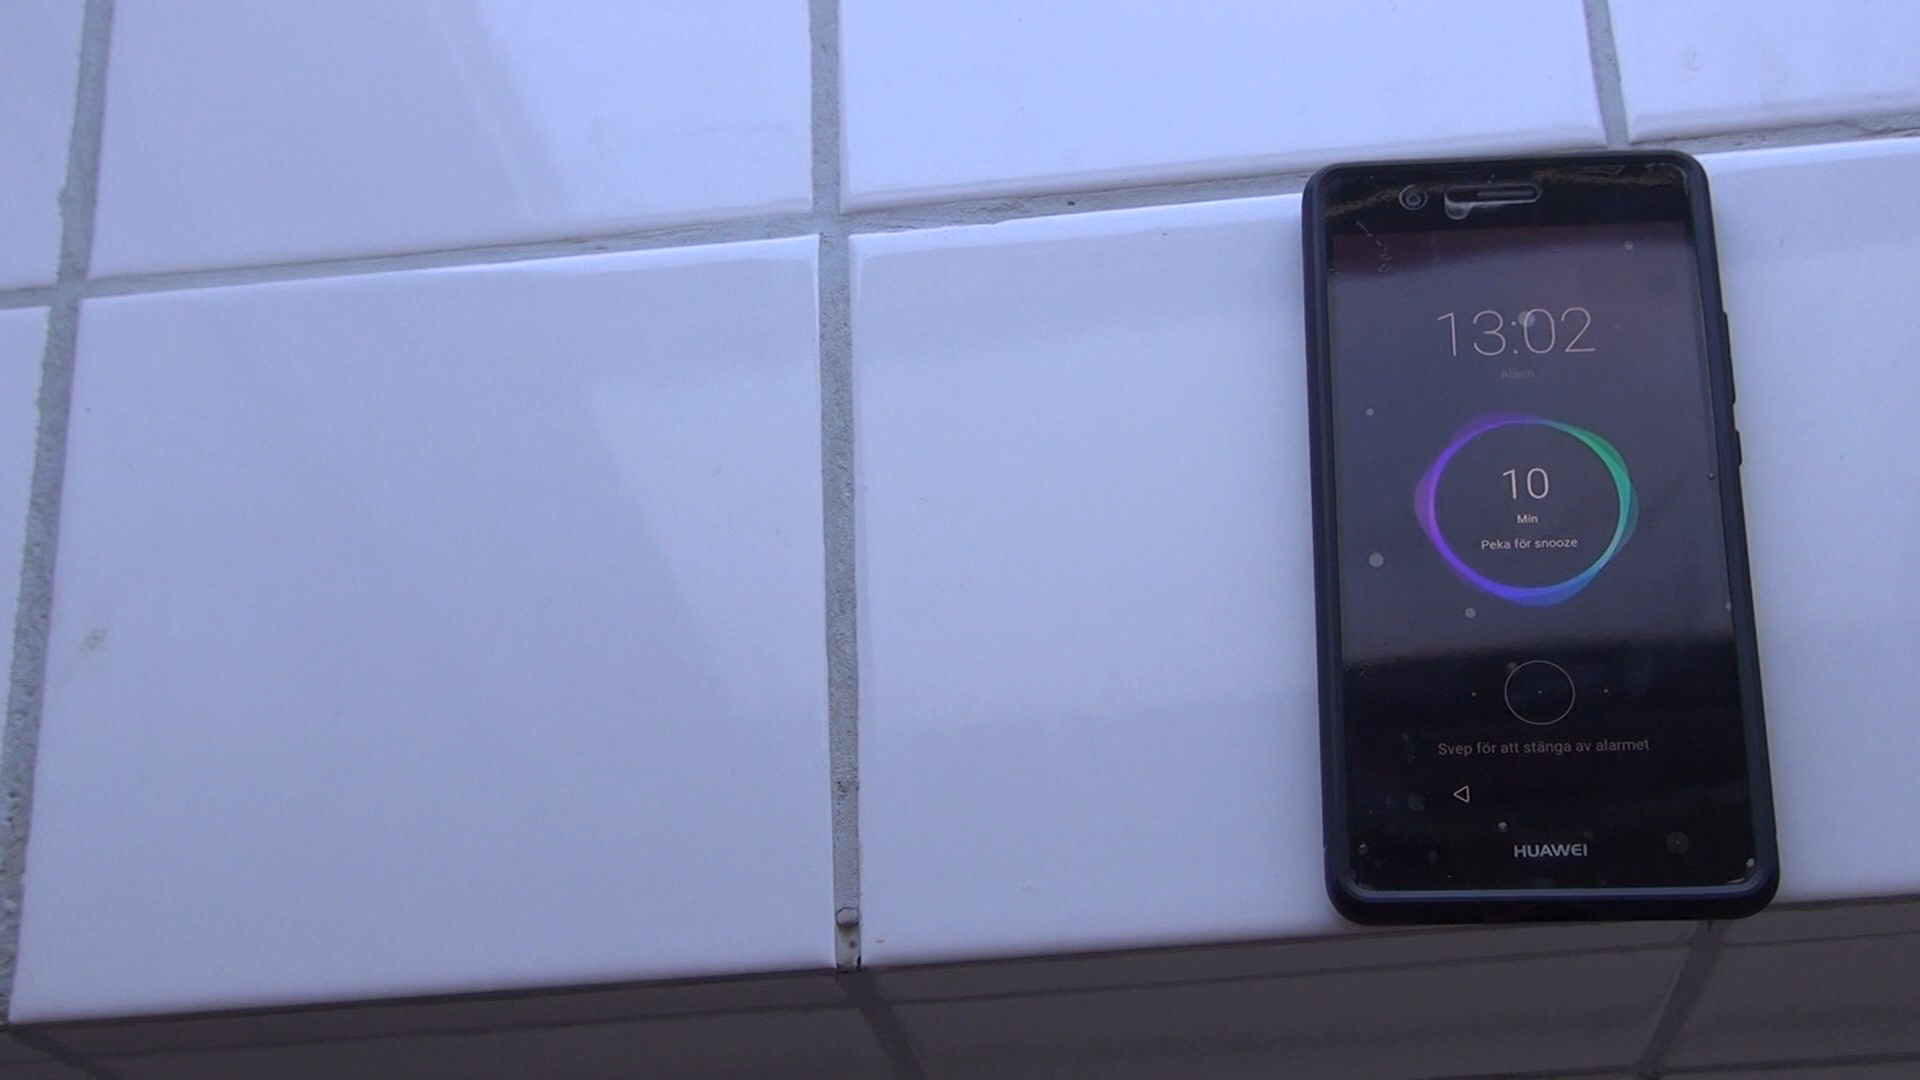 13:02
Alarm
10
Min
Peka för snooze
Svep för att stänga av alarmet
HUAWEI